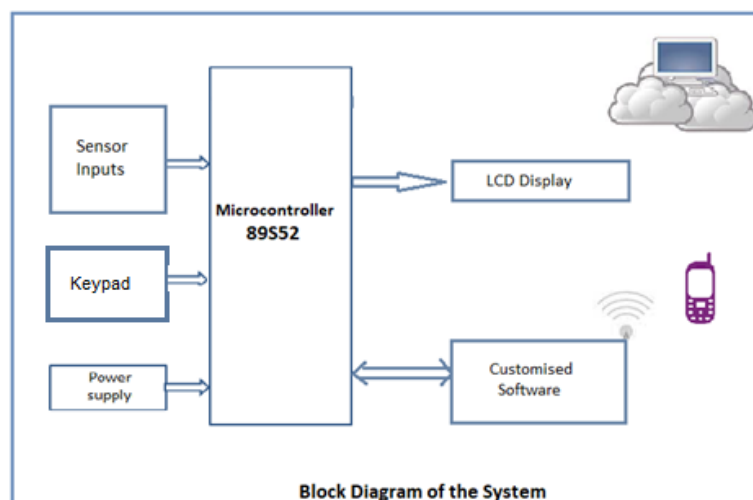 Sensor
Inputs
Microcontroller
89S52
LCD Display
Keypad
Power
supply
Customised
Software
Block Diagram of the System